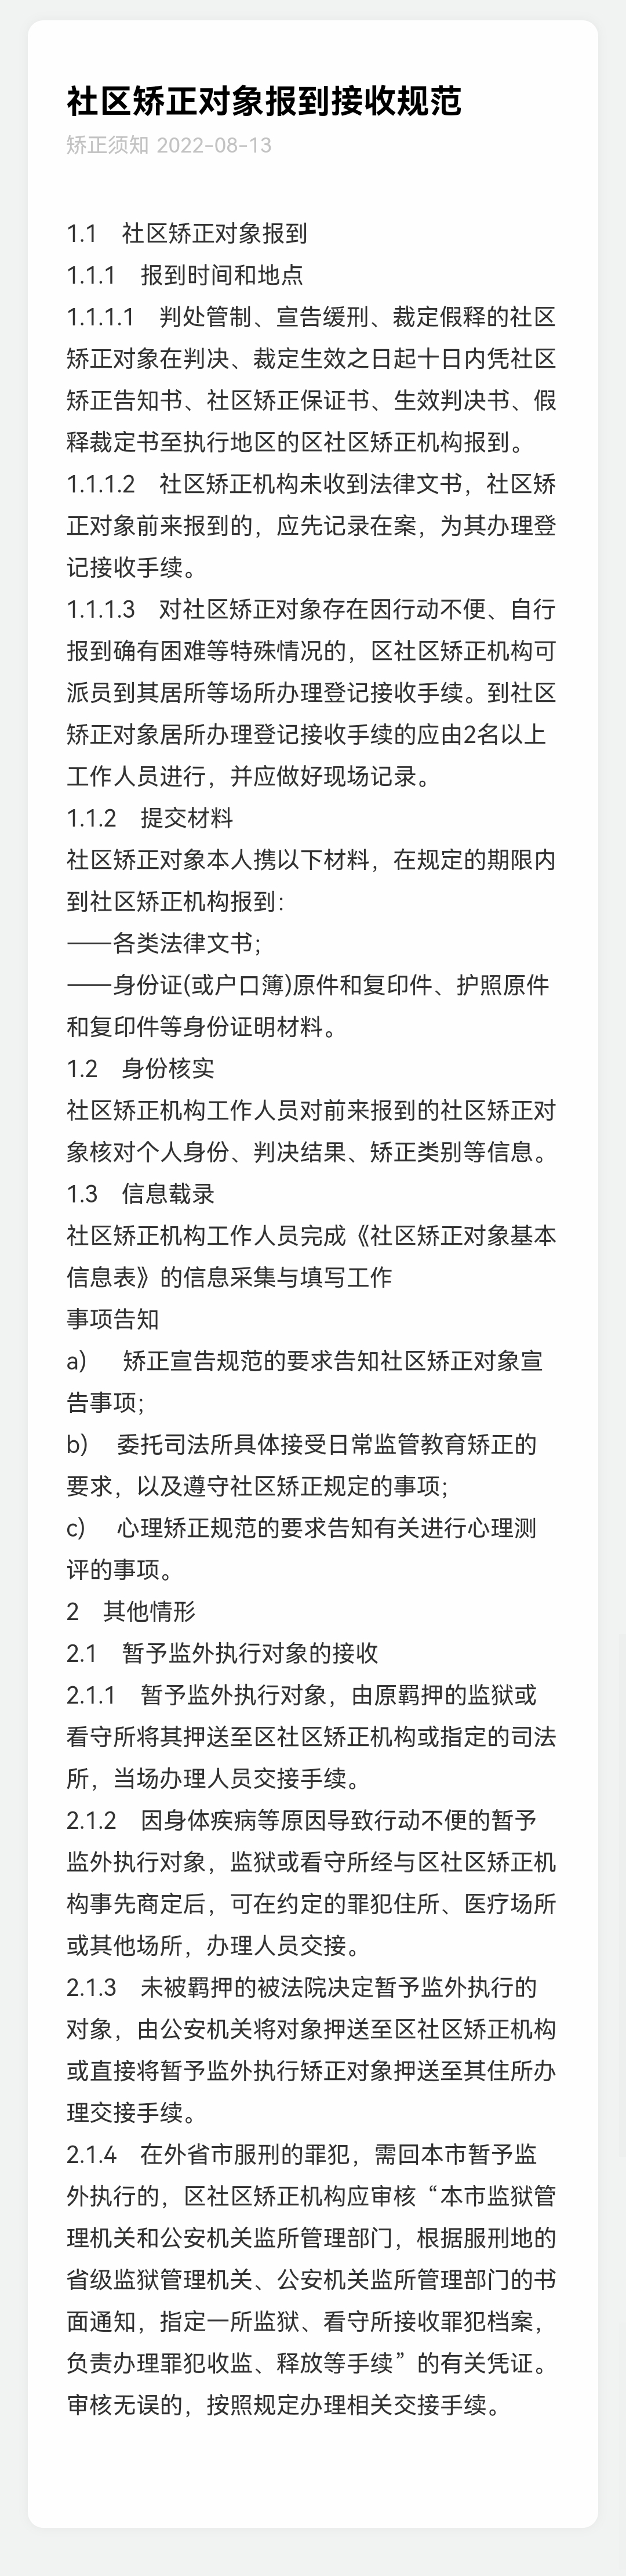 社区矫正对象报到接收规范
矫正须知 2022-08-13
1.1 社区矫正对象报到
1.1.1 报到时间和地点
1.1.1.1 判处管制、宣告缓刑、裁定假释的社区
矫正对象在判决、裁定生效之日起十日内凭社区
矫正告知书、社区矫正保证书、生效判决书、假
释裁定书至执行地区的区社区矫正机构报到。
1.1.1.2 社区矫正机构未收到法律文书，社区矫
正对象前来报到的，应先记录在案，为其办理登
记接收手续。
1.1.1.3 对社区矫正对象存在因行动不便、自行
报到确有困难等特殊情况的，区社区矫正机构可
派员到其居所等场所办理登记接收手续。到社区
矫正对象居所办理登记接收手续的应由2名以上
工作人员进行，并应做好现场记录。
1.1.2 提交材料
社区矫正对象本人携以下材料，在规定的期限内
到社区矫正机构报到：
——各类法律文书；
——身份证(或户口簿)原件和复印件、护照原件
和复印件等身份证明材料。
1.2 身份核实
社区矫正机构工作人员对前来报到的社区矫正对
象核对个人身份、判决结果、矫正类别等信息。
1.3 信息载录
社区矫正机构工作人员完成《社区矫正对象基本
信息表》的信息采集与填写工作
事项告知
a) 矫正宣告规范的要求告知社区矫正对象宣
告事项；
b) 委托司法所具体接受日常监管教育矫正的
要求，以及遵守社区矫正规定的事项；
c) 心理矫正规范的要求告知有关进行心理测
评的事项。
2 其他情形
2.1 暂予监外执行对象的接收
2.1.1 暂予监外执行对象，由原羁押的监狱或
看守所将其押送至区社区矫正机构或指定的司法
所，当场办理人员交接手续。
2.1.2 因身体疾病等原因导致行动不便的暂予
监外执行对象，监狱或看守所经与区社区矫正机
构事先商定后，可在约定的罪犯住所、医疗场所
或其他场所，办理人员交接。
2.1.3 未被羁押的被法院决定暂予监外执行的
对象，由公安机关将对象押送至区社区矫正机构
或直接将暂予监外执行矫正对象押送至其住所办
理交接手续。
2.1.4 在外省市服刑的罪犯，需回本市暂予监
外执行的，区社区矫正机构应审核“本市监狱管
理机关和公安机关监所管理部门，根据服刑地的
省级监狱管理机关、公安机关监所管理部门的书
面通知，指定一所监狱、看守所接收罪犯档案，
负责办理罪犯收监、释放等手续”的有关凭证。
审核无误的，按照规定办理相关交接手续。